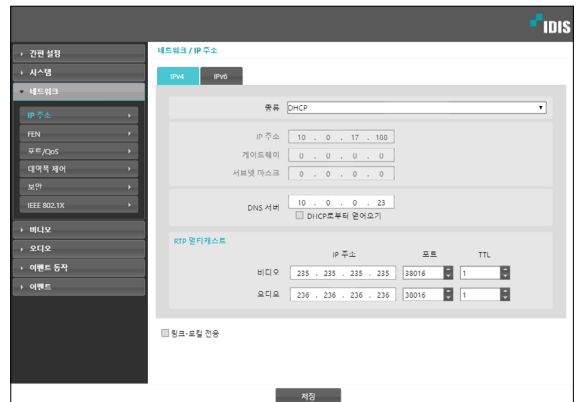 IDIS
간편 설정
시스템
네트워크
IP 주소
FEN
포트/QoS
대역폭 제어
보안
IEEE 802.1X
비디오
오디오
이벤트 동작
이벤트
네트워크 / IP 주소
IPv4 IPv6
종류 DHCP
IP 주소 10 . 0 . 17 . 188
게이트웨이 0 . 0 . 0 . 0
서브넷 마스크 0 . 0 . 0 . 0
DNS 서버 10 . 0 . 0 . 23
DHCP로부터 얻어오기
RTP 멀티캐스트
IP 주소 포트 TTL
비디오 235 . 235 . 235 . 235 38016 1
오디오 236 . 236 . 236 . 236 38016 1
링크-로컬 전용
저장